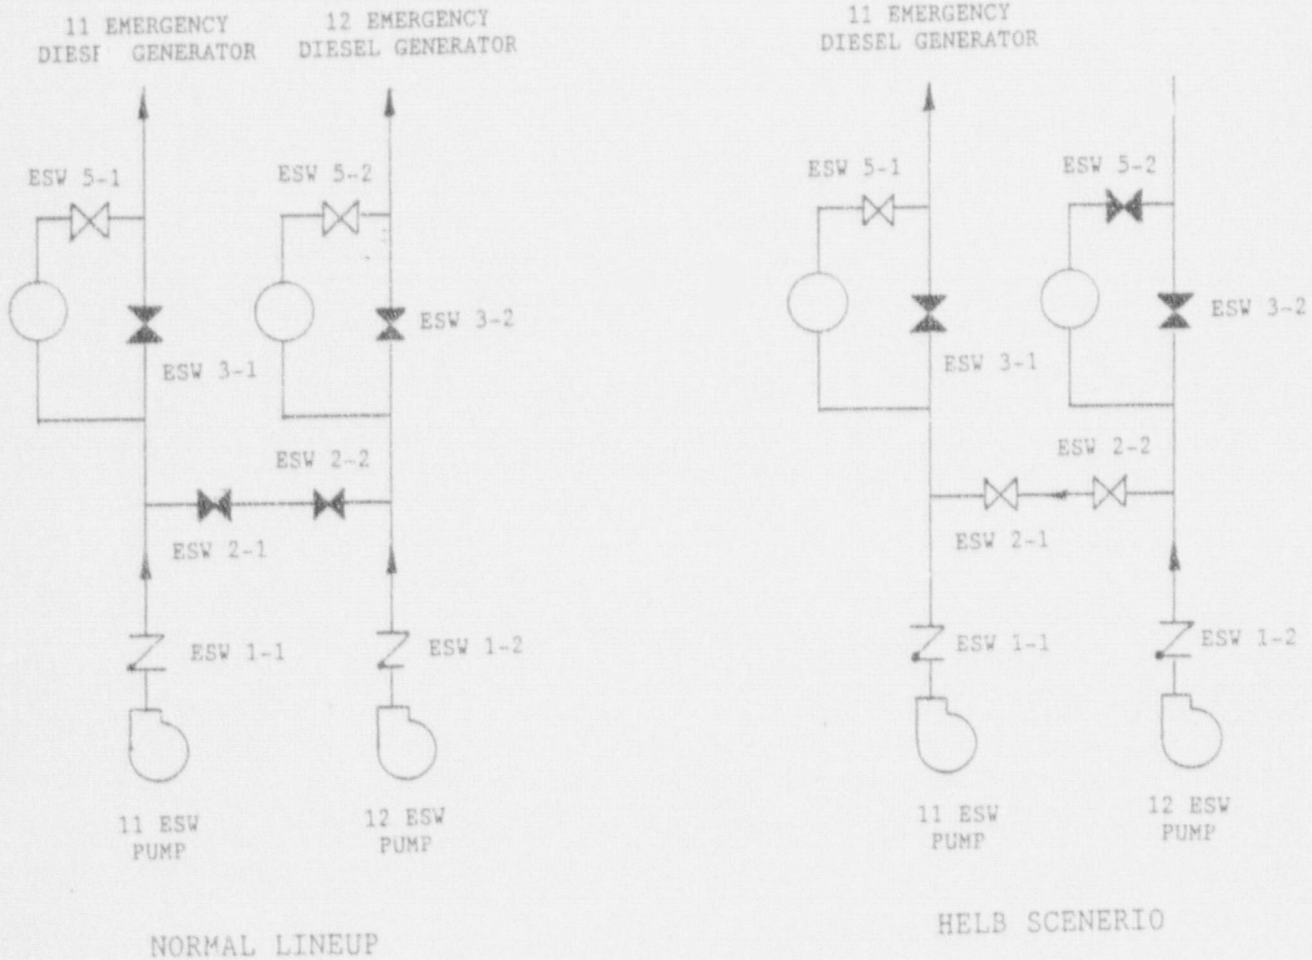 11 EMERGENCY
DIESE GENERATOR
12 EMERGENCY
DIESEL GENERATOR
ESW 5-1
ESW 5-2
ESW 3-2
ESW 3-1
ESW 2-2
ESW 2-1
ESW 1-1
ESW 1-2
11 ESW
PUMP
12 ESW
PUMP
NORMAL LINEUP
11 EMERGENCY
DIESEL GENERATOR
ESW 5-1
ESW 5-2
ESW 3-2
ESW 3-1
ESW 2-2
ESW 2-1
ESW 1-1
ESW 1-2
11 ESW
PUMP
12 ESW
PUMP
HELB SCENERIO